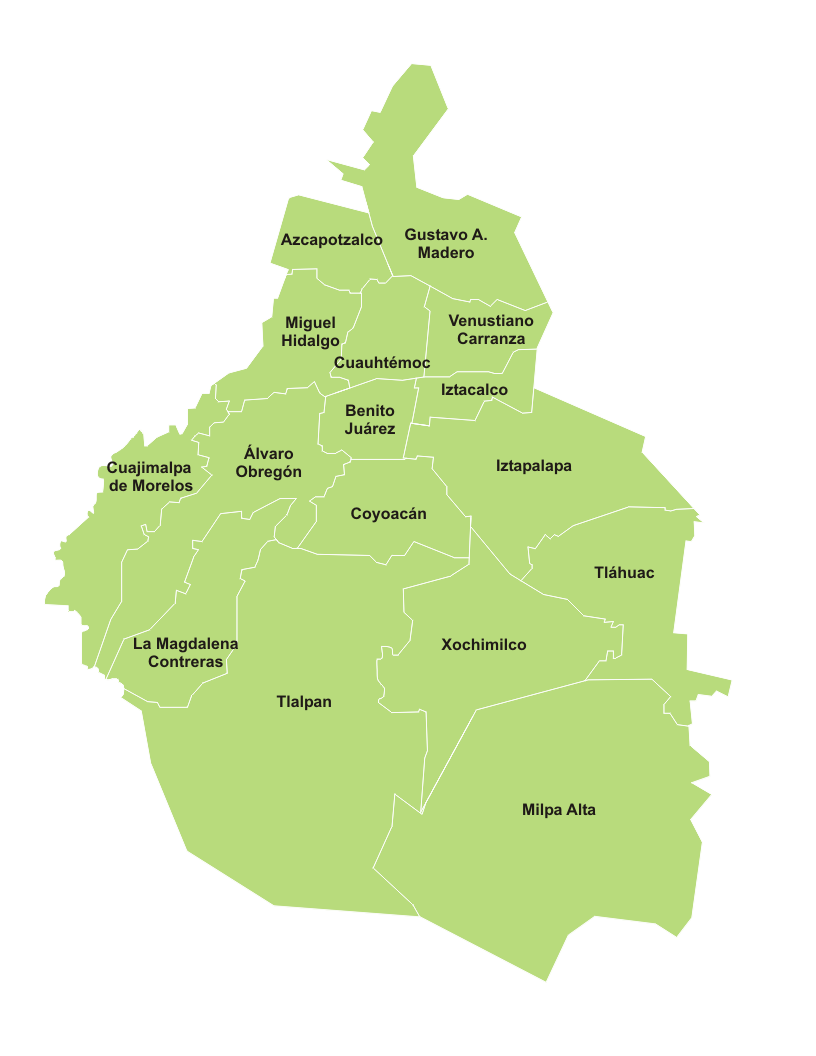 Azcapotzalco
Gustavo A.
Madero
Miguel
Hidalgo
Venustiano
Carranza
Cuauhtémoc
Iztacalco
Benito
Juárez
Álvaro
Obregón
Cuajimalpa
de Morelos
Iztapalapa
Coyoacán
Tláhuac
La Magdalena
Contreras
Xochimilco
Tlalpan
Milpa Alta